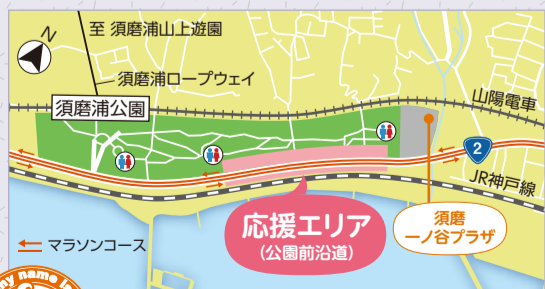 N
至 須磨浦山上遊園
須磨浦ロープウェイ
須磨浦公園
山陽電車
2
JR神戸線
応援エリア
(公園前沿道)
須磨
一ノ谷プラザ
マラソンコース
my name is